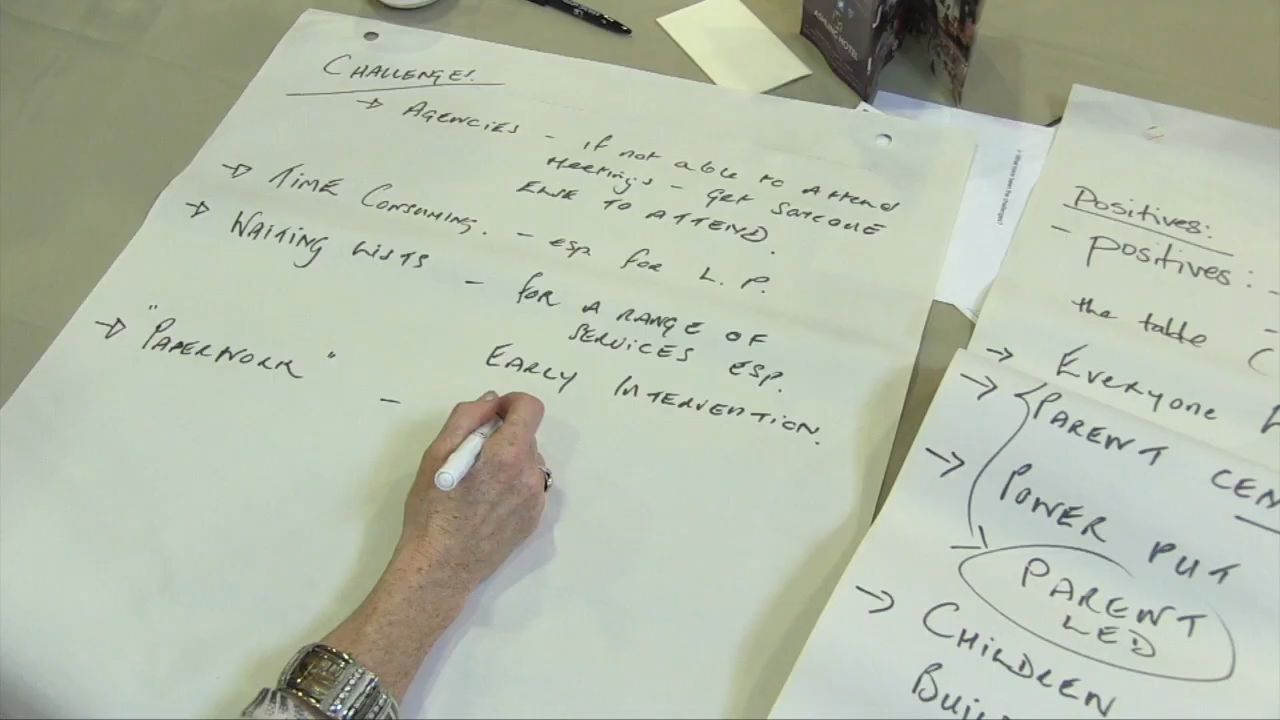 CHALLENGES.
→ AGENCIES - if not able to attend
Meetings - get someone
ELSE TO ATTEND.
→ TIME CONSUMING. - esp. for L.P.
→ WAITING LISTS - for A RANGE OF
SERVICES ESP.
EARLY INTERVENTION.
→ "PAPERWORK"
-
Positives:
- positives: -
the table (
→ Everyone
→ PARENT CEN
→ POWER PUT
PARENT
LED
→ CHILDREN
BUi